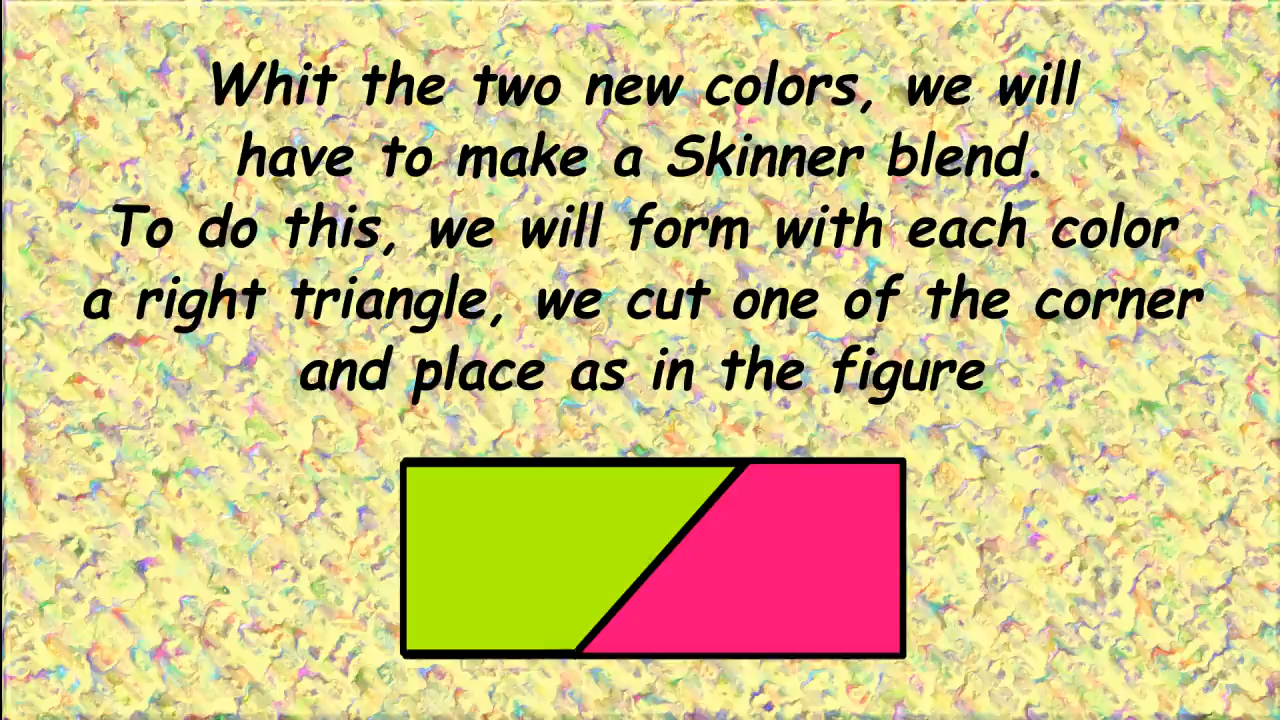 Whit the two new colors, we will
have to make a Skinner blend.
To do this, we will form with each color
a right triangle, we cut one of the corner
and place as in the figure